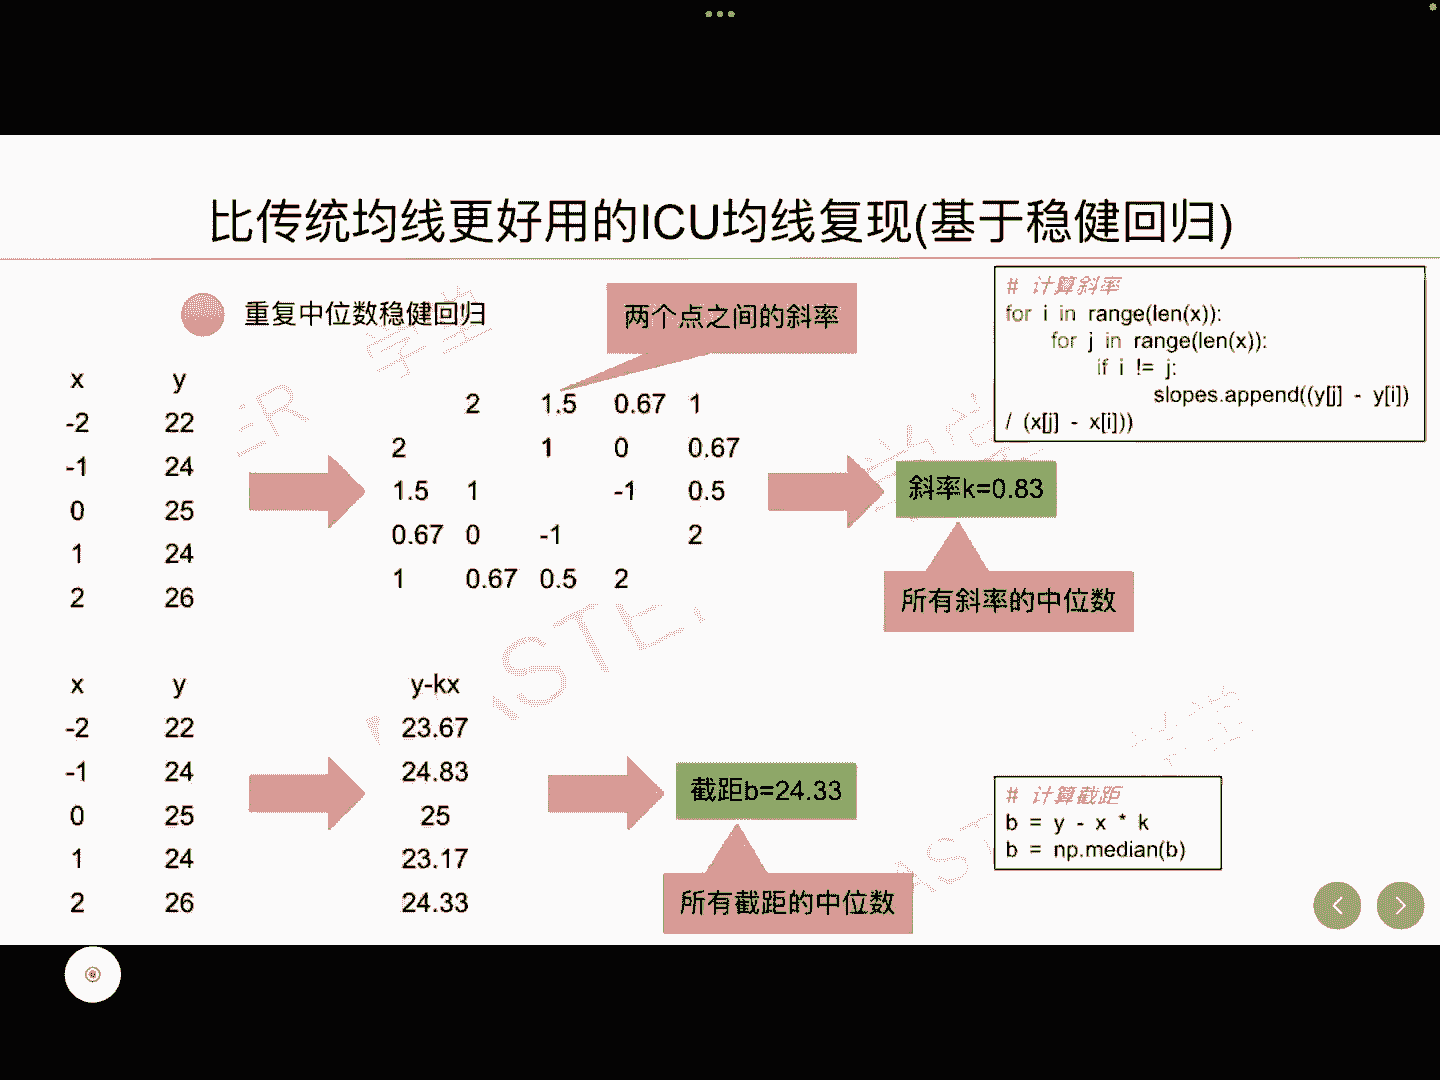 比传统均线更好用的ICU均线复现(基于稳健回归)
重复中位数稳健回归
两个点之间的斜率
# 计算斜率
for i in range(len(x)):
for j in range(len(x)):
if i != j:
slopes.append((y[j] - y[i])
/ (x[j] - x[i]))
x y
-2 22
-1 24
0 25
1 24
2 26
2 1.5 0.67 1
2 1 0 0.67
1.5 1 -1 0.5
0.67 0 -1 2
1 0.67 0.5 2
斜率k=0.83
所有斜率的中位数
x y y-kx
-2 22 23.67
-1 24 24.83
0 25 25
1 24 23.17
2 26 24.33
截距b=24.33
所有截距的中位数
# 计算截距
b = y - x * k
b = np.median(b)